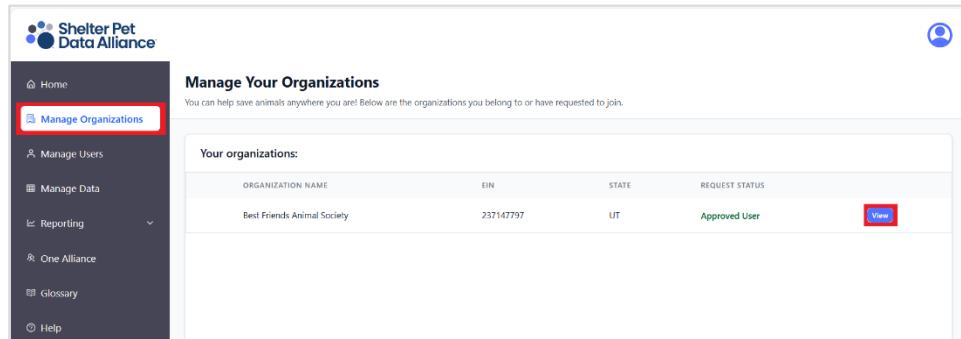 Shelter Pet
Data Alliance
Home
Manage Organizations
Manage Users
Manage Data
Reporting
One Alliance
Glossary
Help
Manage Your Organizations
You can help save animals anywhere you are! Below are the organizations you belong to or have requested to join.
Your organizations:
ORGANIZATION NAME EIN STATE REQUEST STATUS
Best Friends Animal Society 237147797 UT Approved User View